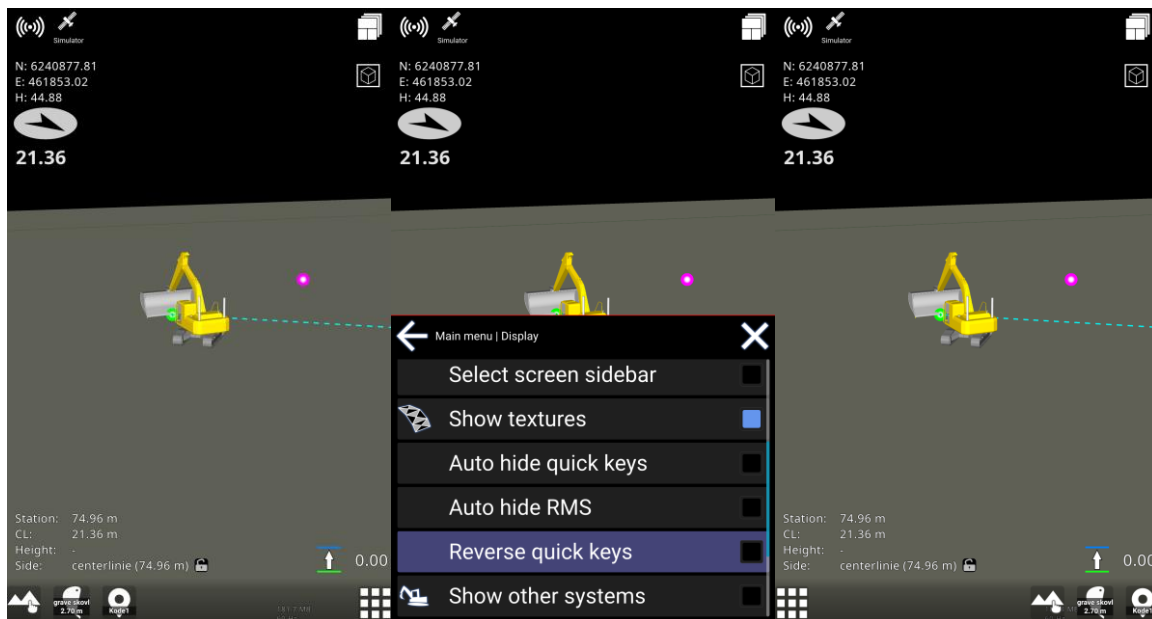 Simulator
N: 6240877.81
E: 461853.02
H: 44.88
21.36
Station: 74.96 m
CL: 21.36 m
Height: -
Side: centerlinie (74.96 m)
0.00
grave skovl
2.70 m
Kode1
Simulator
N: 6240877.81
E: 461853.02
H: 44.88
21.36
Main menu | Display
Select screen sidebar
Show textures
Auto hide quick keys
Auto hide RMS
Reverse quick keys
Show other systems
Simulator
N: 6240877.81
E: 461853.02
H: 44.88
21.36
Station: 74.96 m
CL: 21.36 m
Height: -
Side: centerlinie (74.96 m)
0.00
grave skovl
2.70 m
Kode1